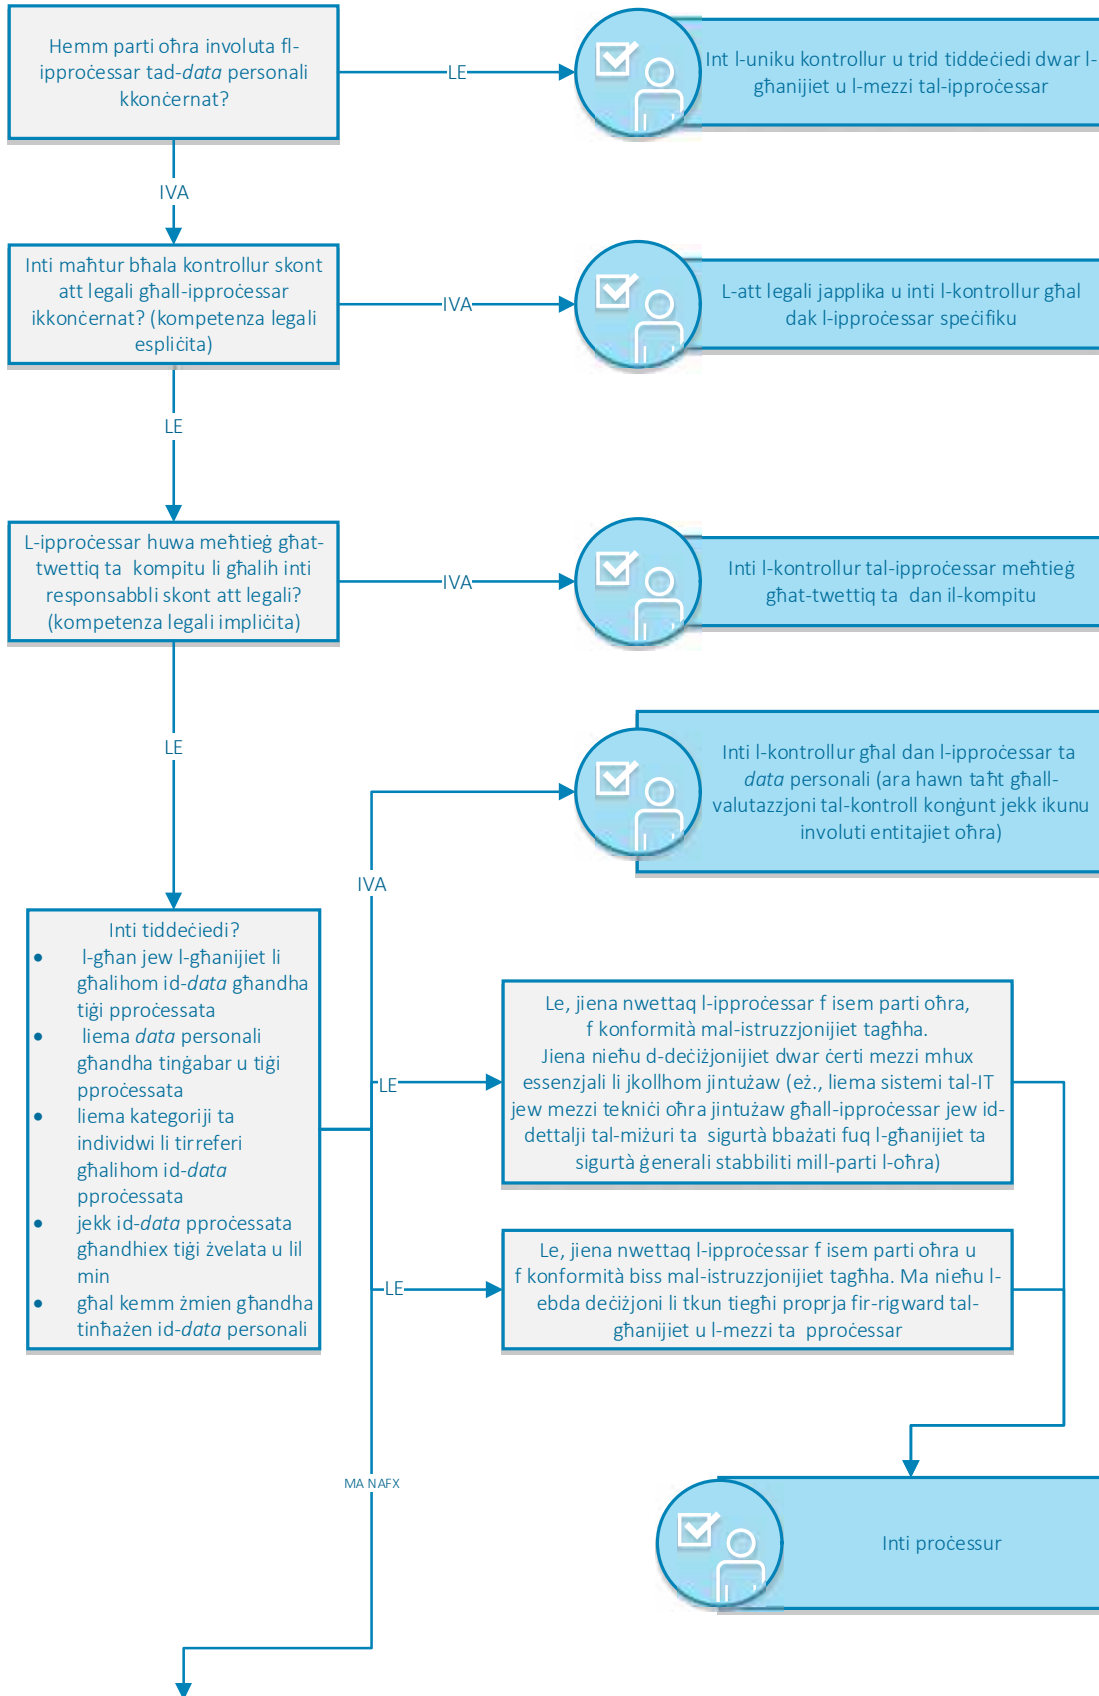 Hemm parti oħra involuta fl-
ipproċessar tad-data personali
kkonċernat?
LE
Int l-uniku kontrollur u trid tiddeċiedi dwar l-
għanijiet u l-mezzi tal-ipproċessar
IVA
Inti maħtur bħala kontrollur skont
att legali għall-ipproċessar
ikkonċernat? (kompetenza legali
espliċita)
IVA
L-att legali japplika u inti l-kontrollur għal
dak l-ipproċessar speċifiku
LE
L-ipproċessar huwa meħtieġ għat-
twettiq ta kompitu li għalih inti
responsabbli skont att legali?
(kompetenza legali impliċita)
IVA
Inti l-kontrollur tal-ipproċessar meħtieġ
għat-twettiq ta dan il-kompitu
LE
Inti l-kontrollur għal dan l-ipproċessar ta
data personali (ara hawn taħt għall-
valutazzjoni tal-kontroll konġunt jekk ikunu
involuti entitajiet oħra)
IVA
Inti tiddeċiedi?
• l-għan jew l-għanijiet li
għalihom id-data għandha
tiġi pproċessata
• liema data personali
għandha tinġabar u tiġi
pproċessata
• liema kategoriji ta
individwi li tirreferi
għalihom id-data
pproċessata
• jekk id-data pproċessata
għandhiex tiġi żvelata u lil
min
• għal kemm żmien għandha
tinħażen id-data personali
LE
Le, jiena nwettaq l-ipproċessar f isem parti oħra,
f konformità mal-istruzzjonijiet tagħha.
Jiena nieħu d-deċiżjonijiet dwar ċerti mezzi mhux
essenzjali li jkollhom jintużaw (eż., liema sistemi tal-IT
jew mezzi tekniċi oħra jintużaw għall-ipproċessar jew id-
dettalji tal-miżuri ta sigurtà bbażati fuq l-għanijiet ta
sigurtà ġenerali stabbiliti mill-parti l-oħra)
LE
Le, jiena nwettaq l-ipproċessar f isem parti oħra u
f konformità biss mal-istruzzjonijiet tagħha. Ma nieħu l-
ebda deċiżjoni li tkun tiegħi proprja fir-rigward tal-
għanijiet u l-mezzi ta pproċessar
MA NAFX
Inti proċessur